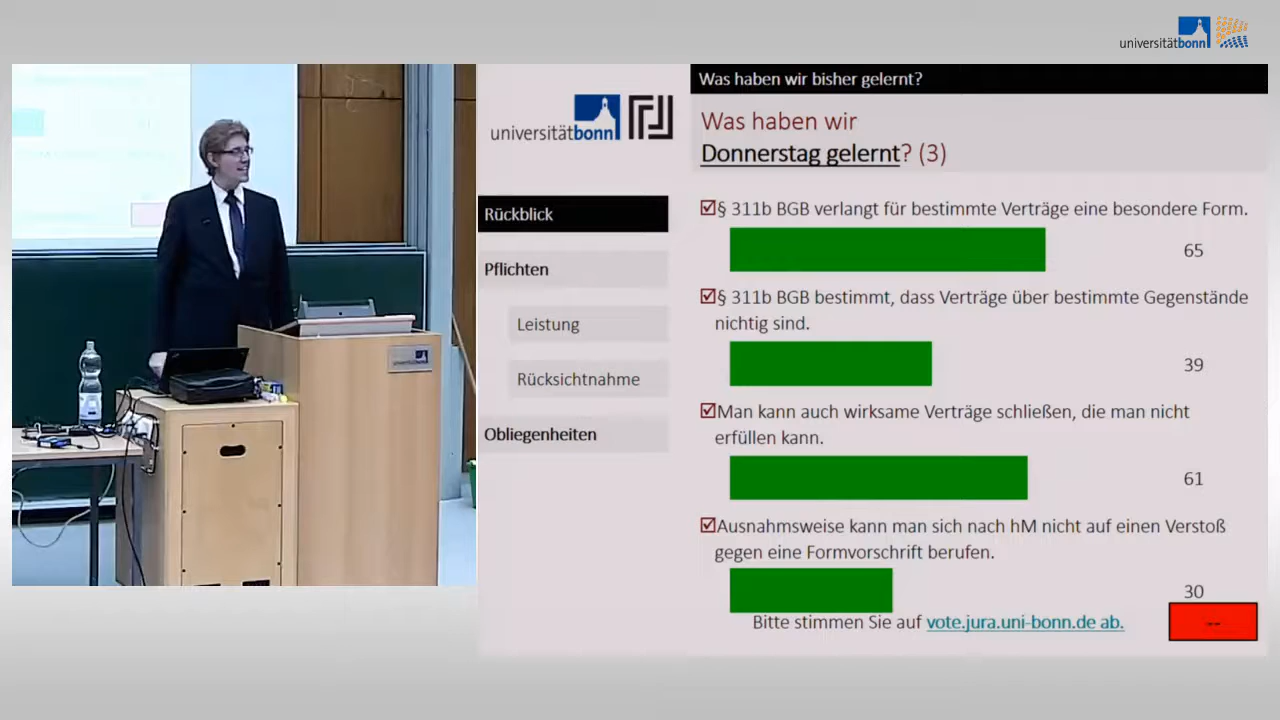 universitätbonn
Was haben wir bisher gelernt?
universitätbonn
Was haben wir
Donnerstag gelernt? (3)
Rückblick
Pflichten
Leistung
Rücksichtnahme
Obliegenheiten
§ 311b BGB verlangt für bestimmte Verträge eine besondere Form.
65
§ 311b BGB bestimmt, dass Verträge über bestimmte Gegenstände
nichtig sind.
39
Man kann auch wirksame Verträge schließen, die man nicht
erfüllen kann.
61
Ausnahmsweise kann man sich nach hM nicht auf einen Verstoß
gegen eine Formvorschrift berufen.
30
Bitte stimmen Sie auf vote.jura.uni-bonn.de ab.
--
universitätbonn